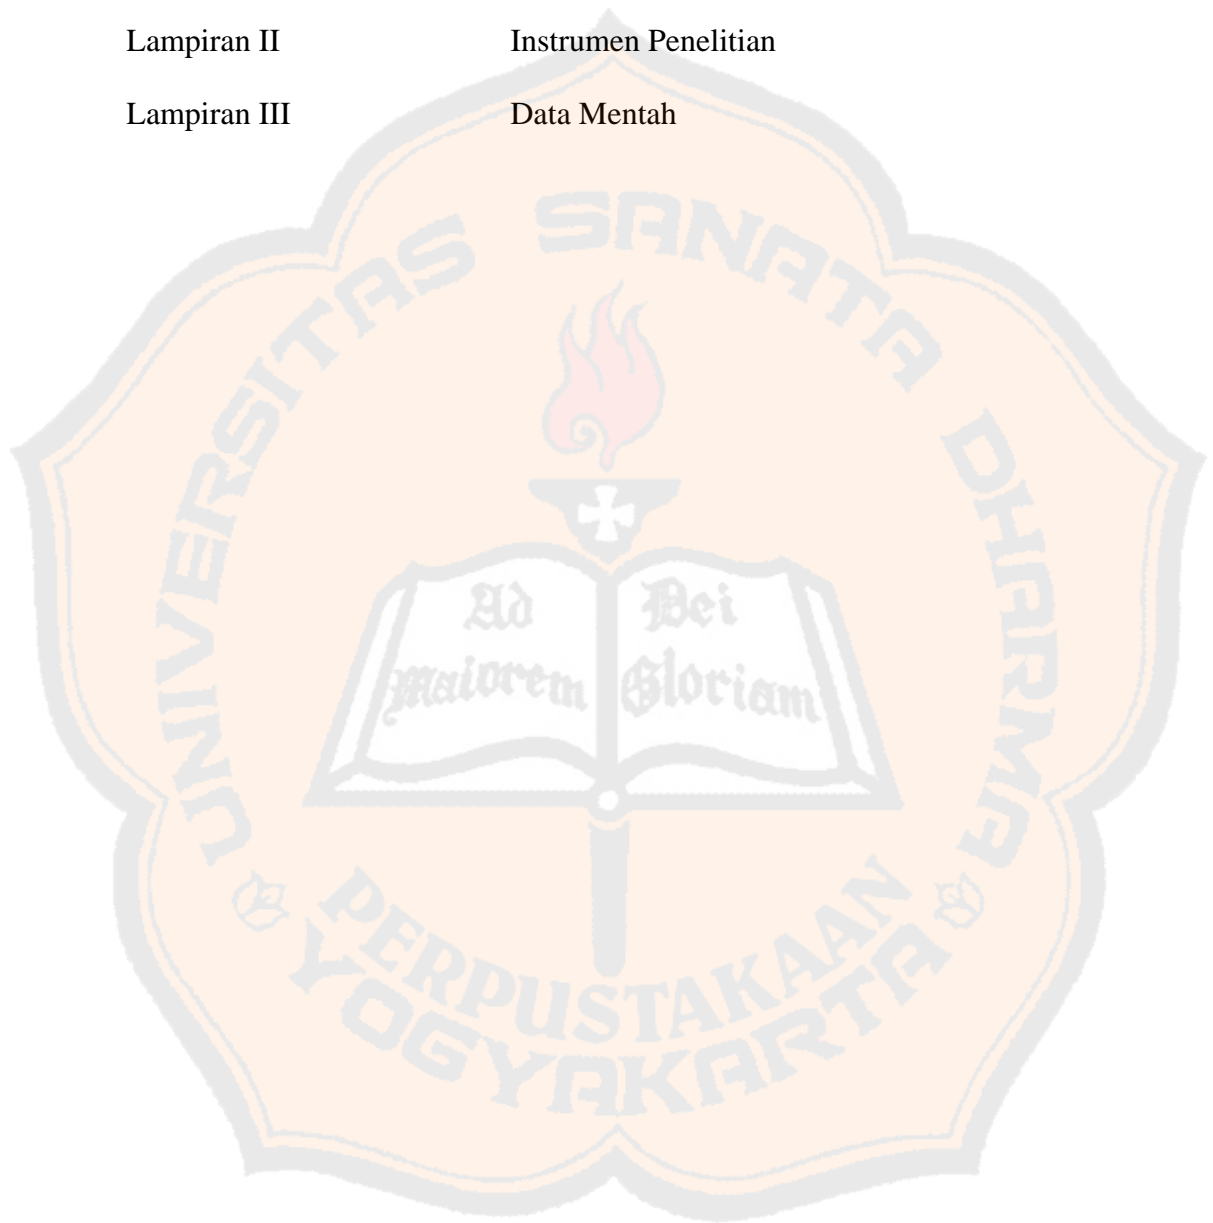 Lampiran II Instrumen Penelitian
Lampiran III Data Mentah
UNIVERSITAS SANATA DHARMA
Ad Dei
Maiorem Gloriam
PERPUSTAKAAN
YOGYAKARTA